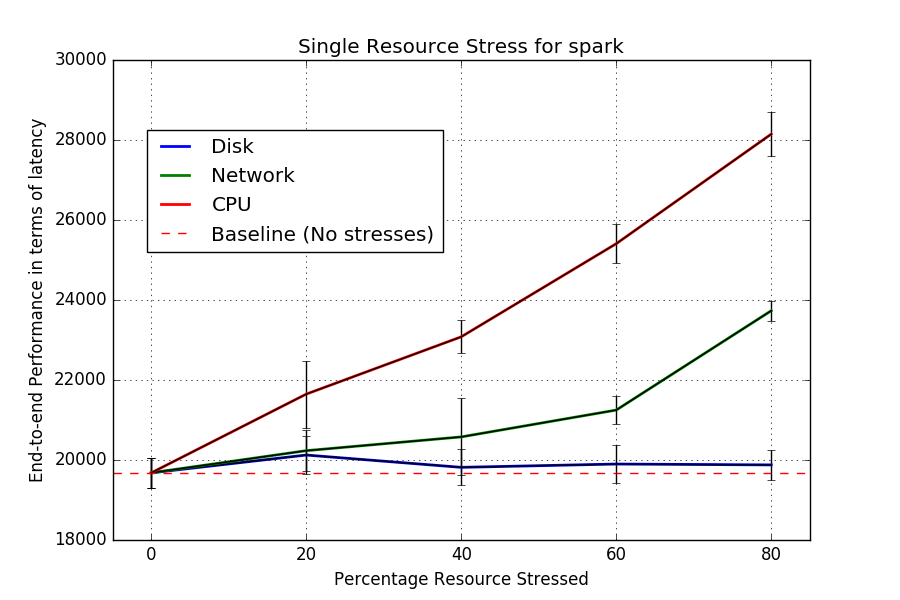 Single Resource Stress for spark
30000
28000
26000
24000
22000
20000
18000
End-to-end Performance in terms of latency
Disk
Network
CPU
Baseline (No stresses)
0 20 40 60 80
Percentage Resource Stressed